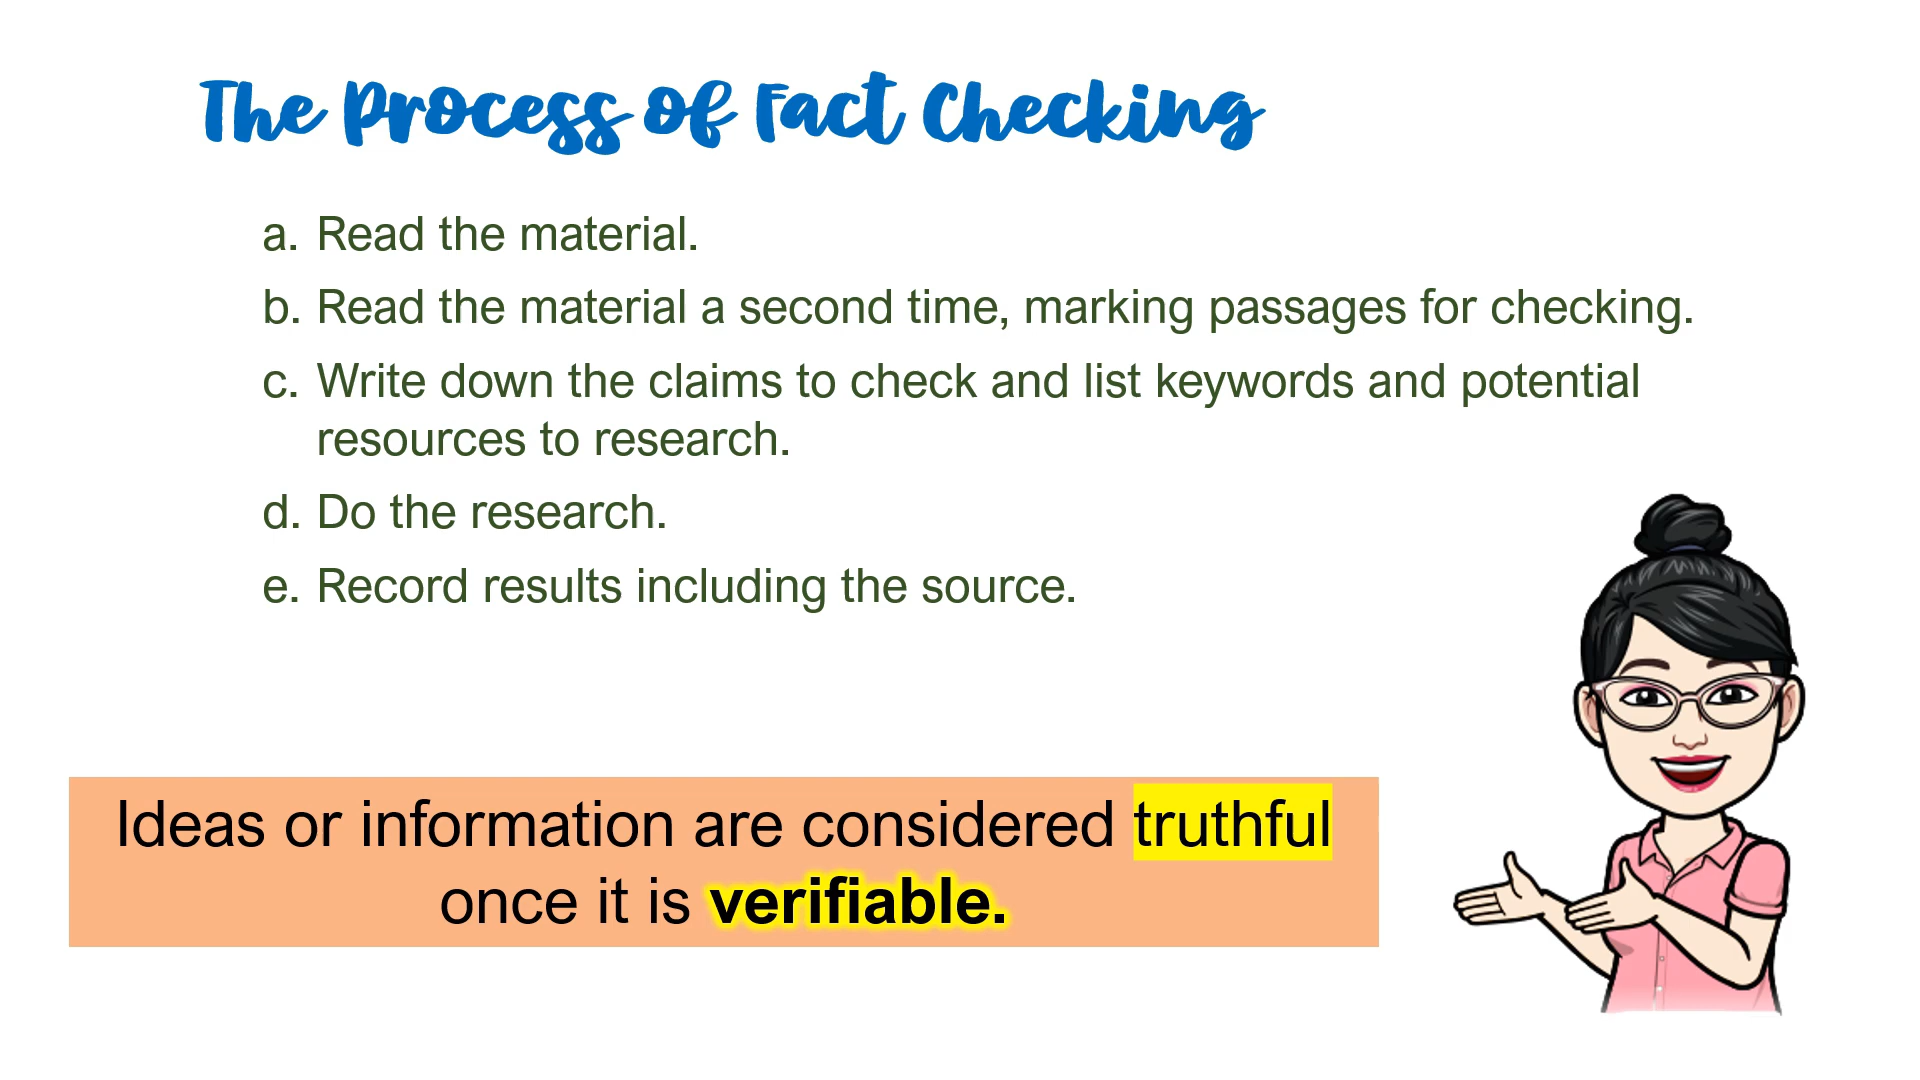 The Process of Fact Checking
a. Read the material.
b. Read the material a second time, marking passages for checking.
c. Write down the claims to check and list keywords and potential
resources to research.
d. Do the research.
e. Record results including the source.
Ideas or information are considered truthful
once it is verifiable.